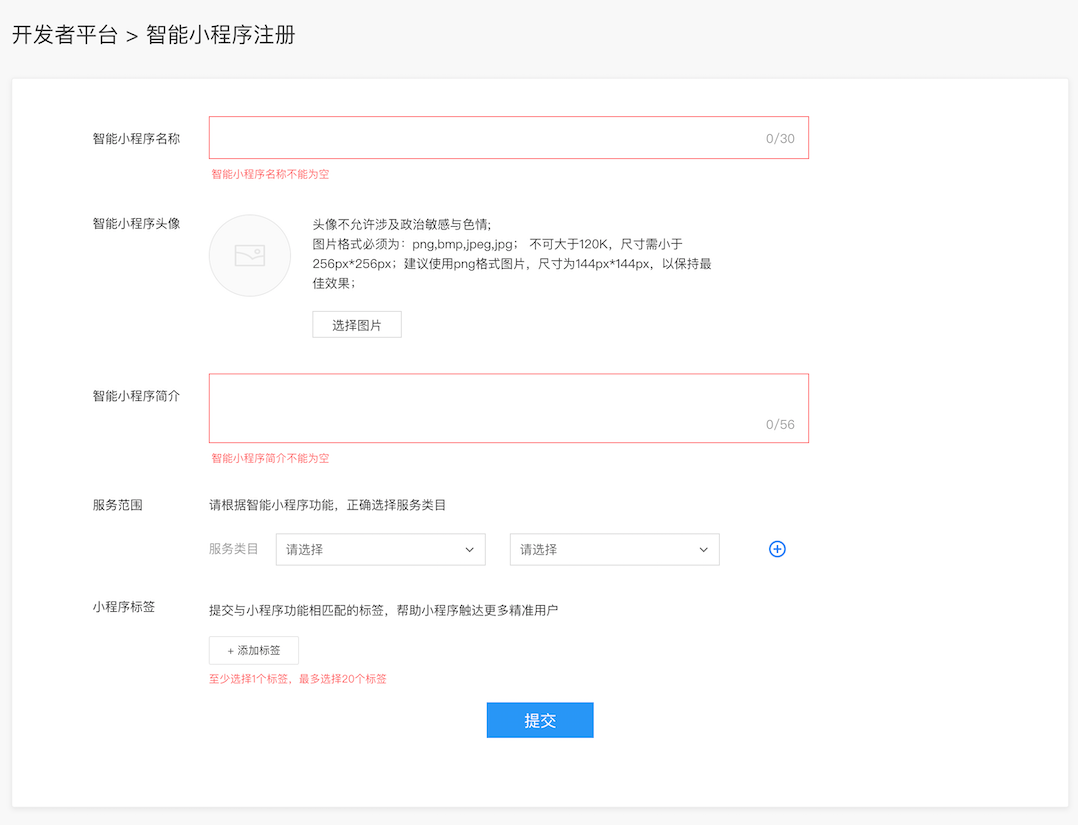 开发者平台 > 智能小程序注册
智能小程序名称
0/30
智能小程序名称不能为空
智能小程序头像
头像不允许涉及政治敏感与色情;
图片格式必须为：png,bmp,jpeg,jpg； 不可大于120K，尺寸需小于
256px*256px；建议使用png格式图片，尺寸为144px*144px，以保持最
佳效果；
选择图片
智能小程序简介
0/56
智能小程序简介不能为空
服务范围
请根据智能小程序功能，正确选择服务类目
服务类目 请选择 请选择
小程序标签
提交与小程序功能相匹配的标签，帮助小程序触达更多精准用户
+ 添加标签
至少选择1个标签，最多选择20个标签
提交